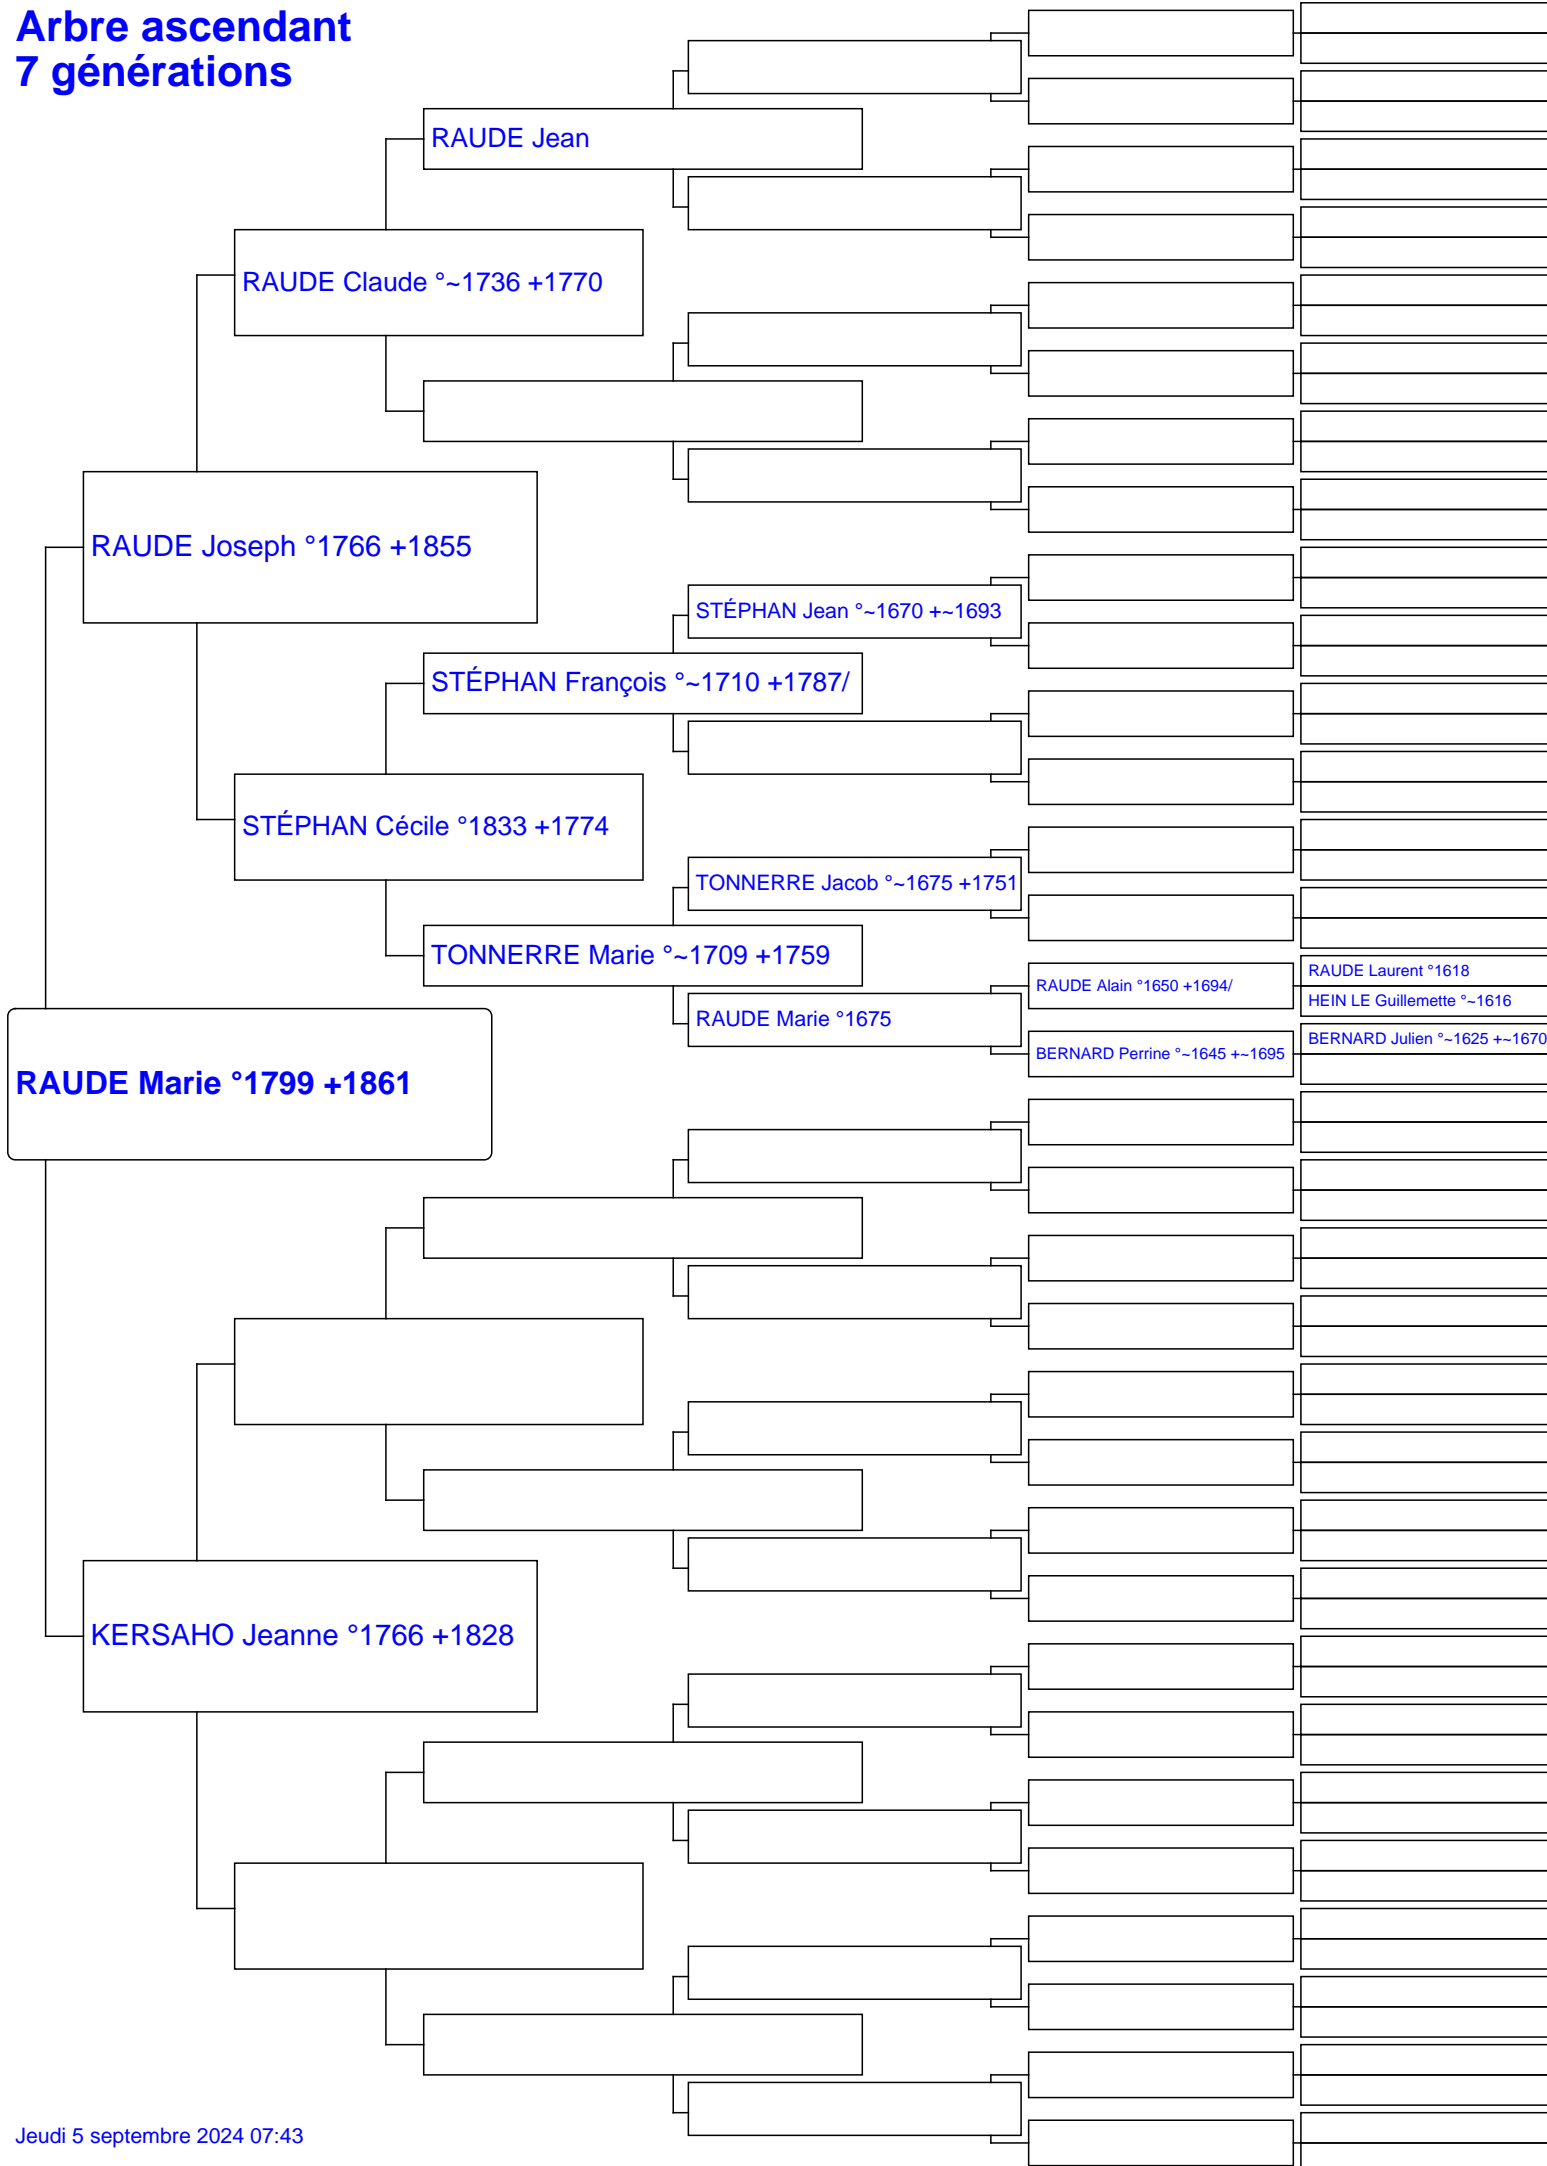 Arbre ascendant
7 générations
RAUDE Jean
RAUDE Claude °~1736 +1770
RAUDE Joseph °1766 +1855
STÉPHAN Jean °~1670 +~1693
STÉPHAN François °~1710 +1787/
STÉPHAN Cécile °1833 +1774
TONNERRE Jacob °~1675 +1751
TONNERRE Marie °~1709 +1759
RAUDE Laurent °1618
RAUDE Alain °1650 +1694/
HEIN LE Guillemette °~1616
RAUDE Marie °1675
BERNARD Julien °~1625 +~1670
BERNARD Perrine °~1645 +~1695
RAUDE Marie °1799 +1861
KERSAHO Jeanne °1766 +1828
Jeudi 5 septembre 2024 07:43